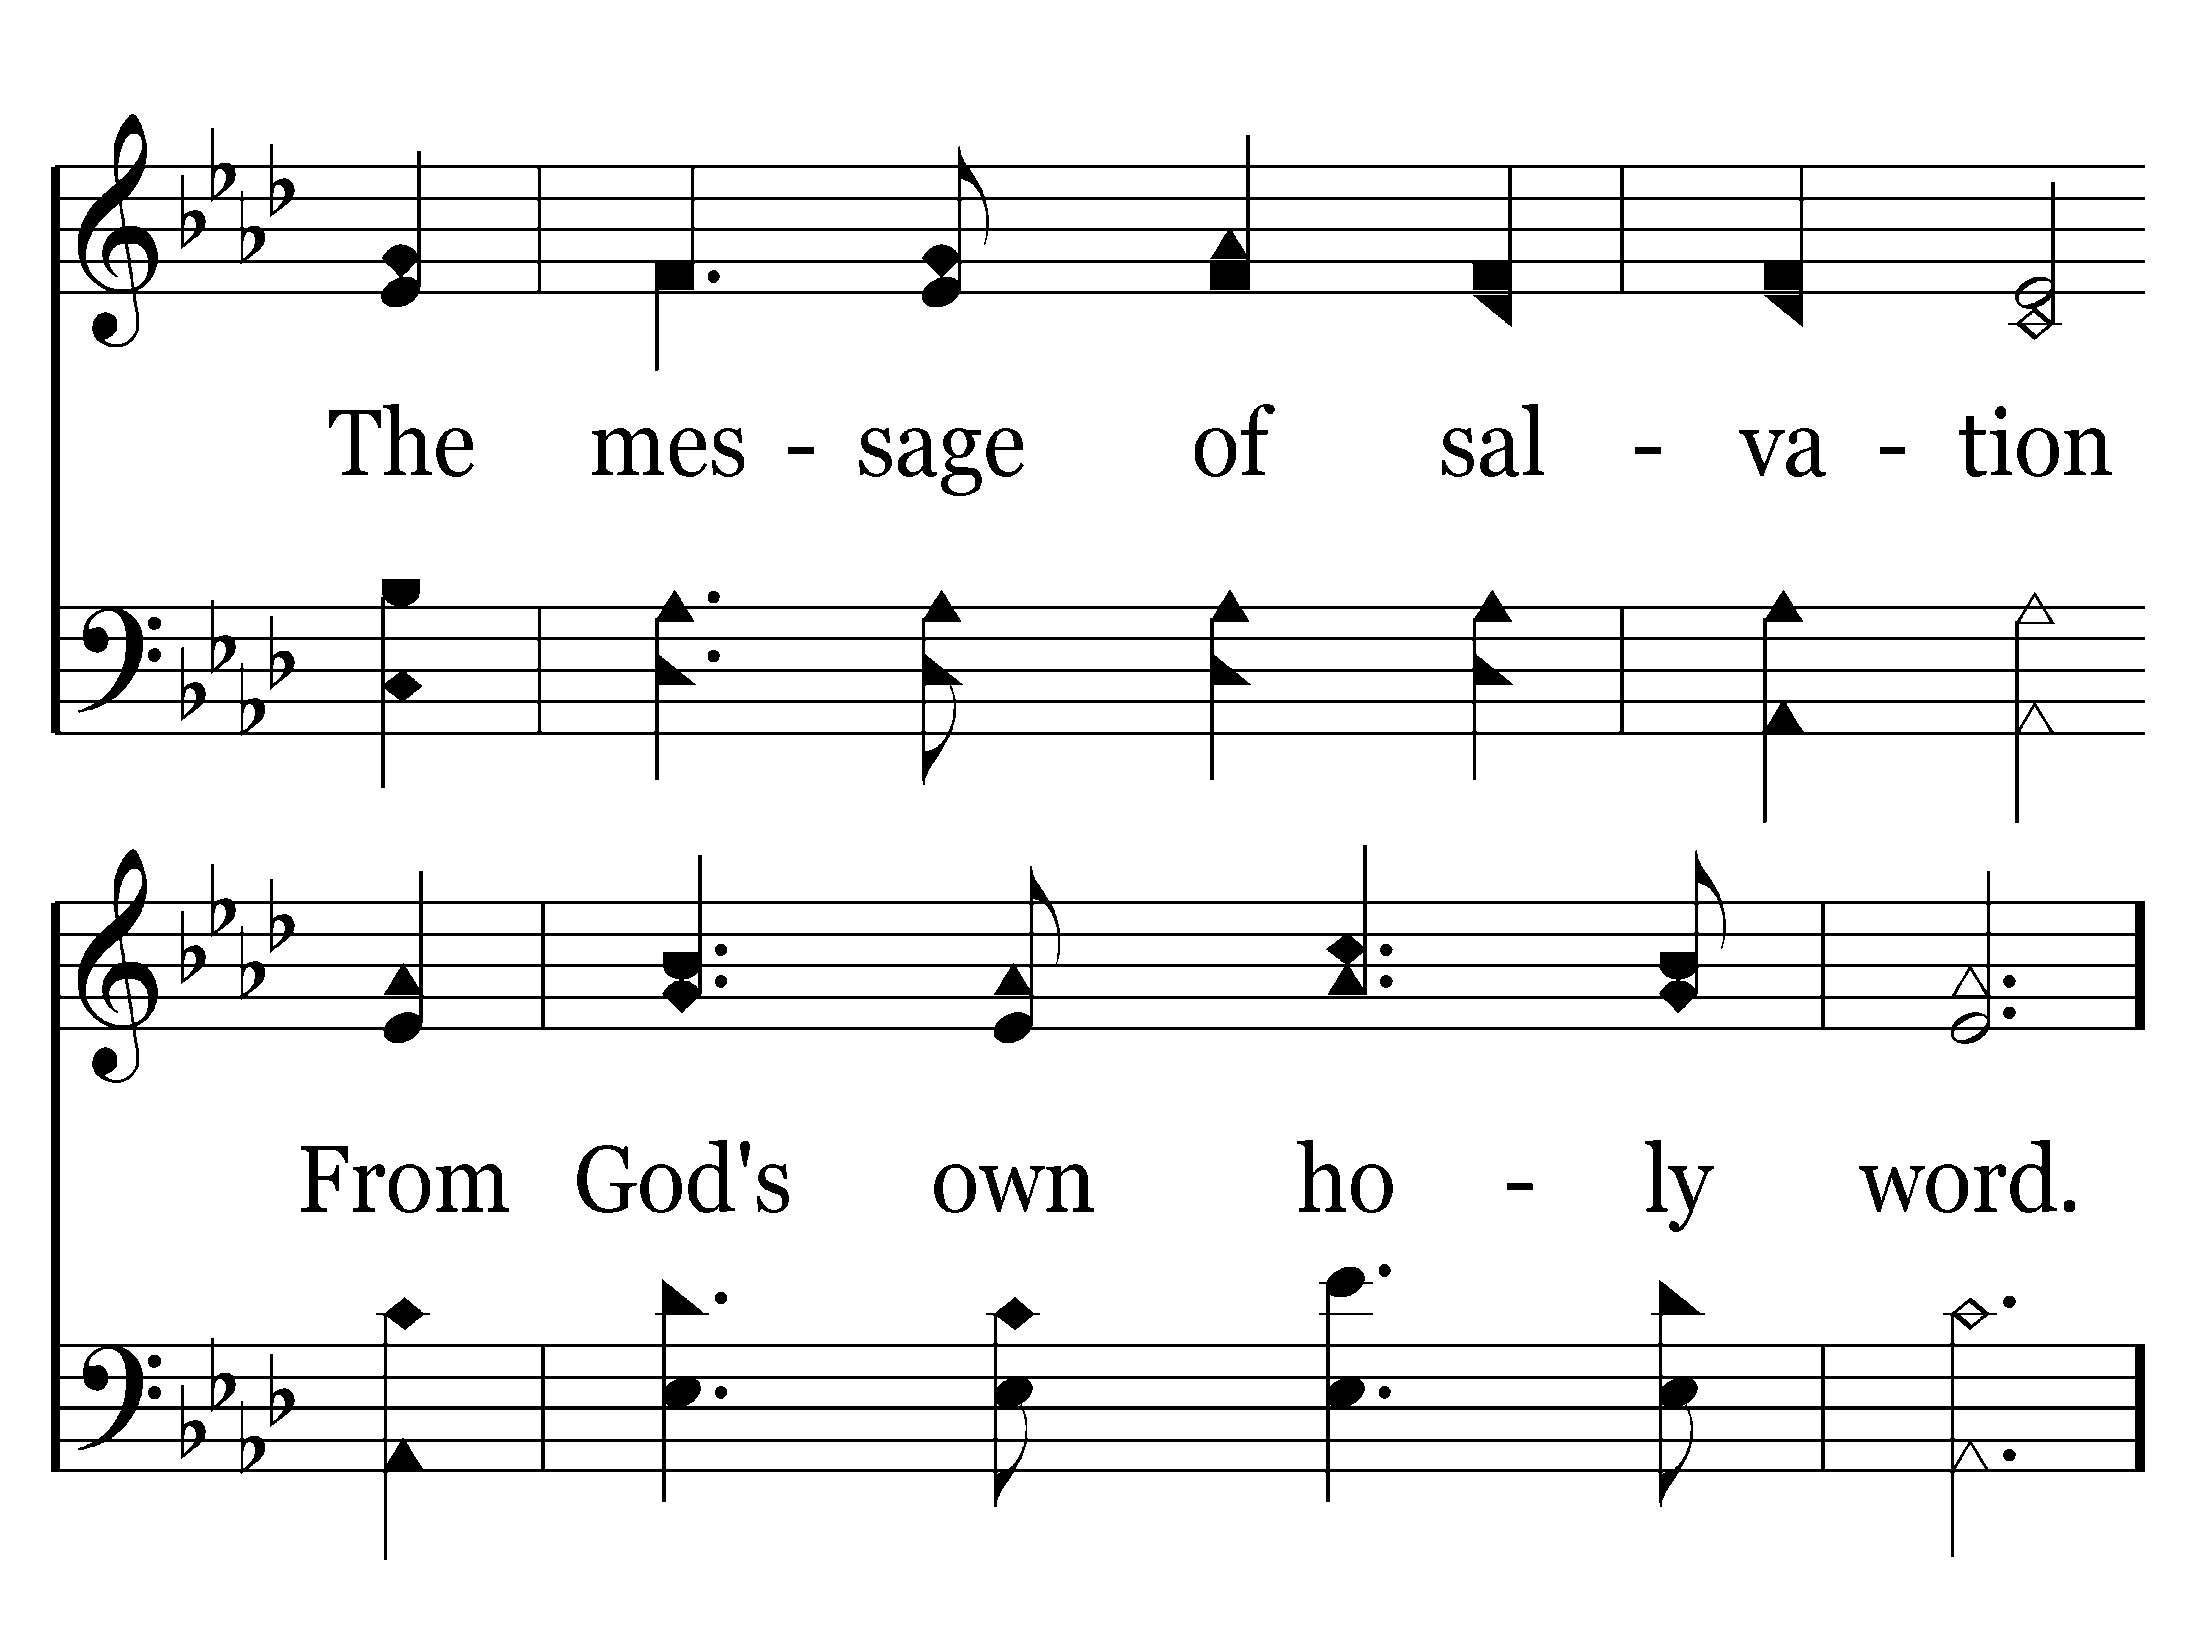 The mes - sage of sal - va - tion
From God's own ho - ly word.